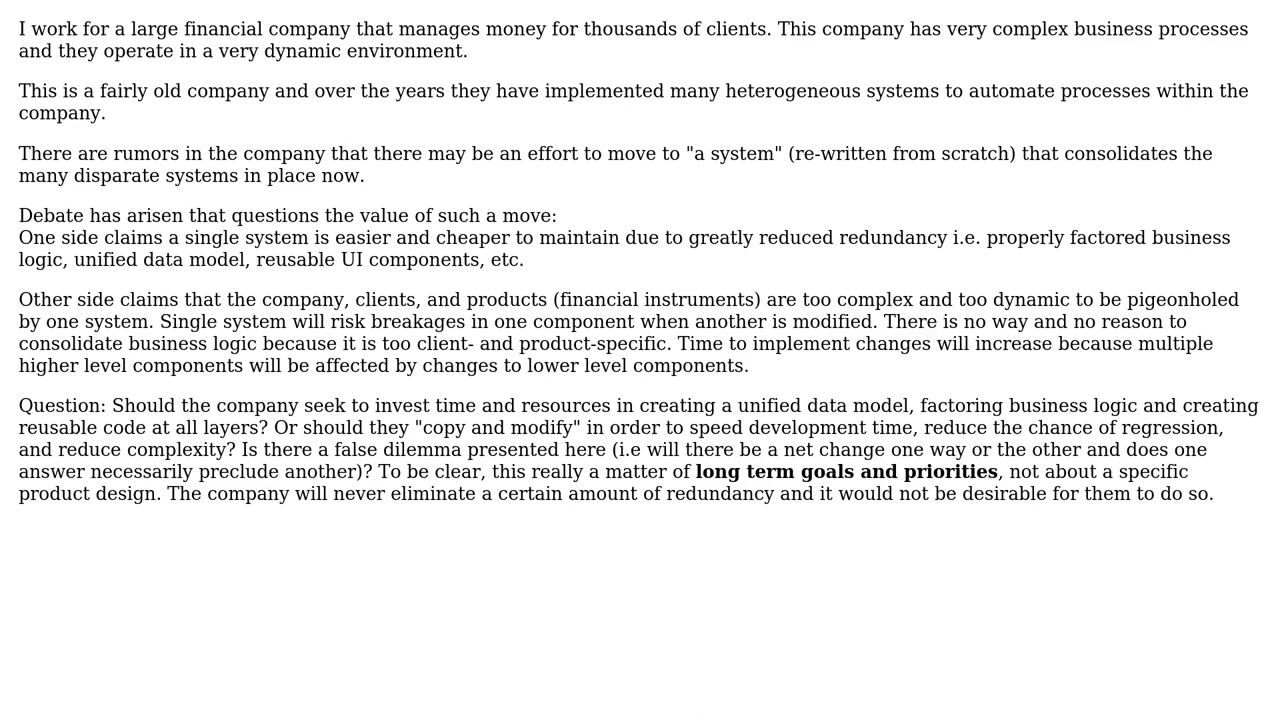 I work for a large financial company that manages money for thousands of clients. This company has very complex business processes
and they operate in a very dynamic environment.
This is a fairly old company and over the years they have implemented many heterogeneous systems to automate processes within the
company.
There are rumors in the company that there may be an effort to move to "a system" (re-written from scratch) that consolidates the
many disparate systems in place now.
Debate has arisen that questions the value of such a move:
One side claims a single system is easier and cheaper to maintain due to greatly reduced redundancy i.e. properly factored business
logic, unified data model, reusable UI components, etc.
Other side claims that the company, clients, and products (financial instruments) are too complex and too dynamic to be pigeonholed
by one system. Single system will risk breakages in one component when another is modified. There is no way and no reason to
consolidate business logic because it is too client- and product-specific. Time to implement changes will increase because multiple
higher level components will be affected by changes to lower level components.
Question: Should the company seek to invest time and resources in creating a unified data model, factoring business logic and creating
reusable code at all layers? Or should they "copy and modify" in order to speed development time, reduce the chance of regression,
and reduce complexity? Is there a false dilemma presented here (i.e will there be a net change one way or the other and does one
answer necessarily preclude another)? To be clear, this really a matter of long term goals and priorities, not about a specific
product design. The company will never eliminate a certain amount of redundancy and it would not be desirable for them to do so.